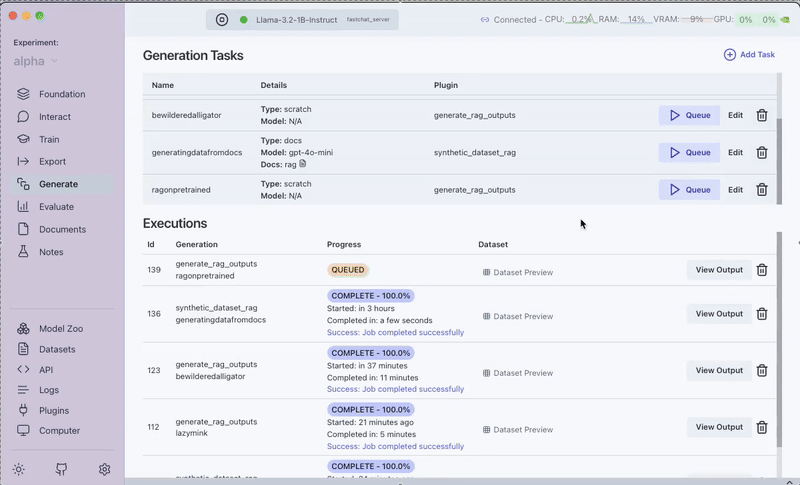 Llama-3.2-1B-Instruct fastchat_server
Connected - CPU: 0.2% RAM: 14% VRAM: 9% GPU: 0% 0%
Experiment:
alpha
Foundation
Interact
Train
Export
Generate
Evaluate
Documents
Notes
Model Zoo
Datasets
API
Logs
Plugins
Computer
Generation Tasks
Add Task
Name Details Plugin
bewilderedalligator
Type: scratch
Model: N/A
generate_rag_outputs
Queue Edit
generatingdatafromdocs
Type: docs
Model: gpt-4o-mini
Docs: rag
synthetic_dataset_rag
Queue Edit
ragonpretrained
Type: scratch
Model: N/A
generate_rag_outputs
Queue Edit
Executions
Id Generation Progress Dataset
139
generate_rag_outputs
ragonpretrained
QUEUED
Dataset Preview
View Output
136
synthetic_dataset_rag
generatingdatafromdocs
COMPLETE - 100.0%
Started: in 3 hours
Completed in: a few seconds
Success: Job completed successfully
Dataset Preview
View Output
123
generate_rag_outputs
bewilderedalligator
COMPLETE - 100.0%
Started: in 37 minutes
Completed in: 11 minutes
Success: Job completed successfully
Dataset Preview
View Output
112
generate_rag_outputs
lazymink
COMPLETE - 100.0%
Started: 21 minutes ago
Completed in: 5 minutes
Success: Job completed successfully
Dataset Preview
View Output
COMPLETE - 100.0%